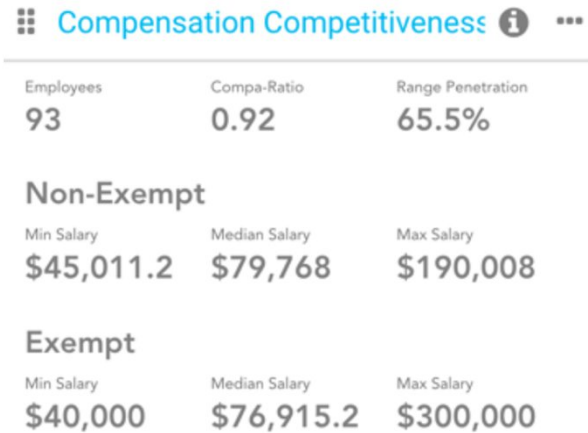 Compensation Competitiveness
Employees Compa-Ratio Range Penetration
93 0.92 65.5%
Non-Exempt
Min Salary Median Salary Max Salary
$45,011.2 $79,768 $190,008
Exempt
Min Salary Median Salary Max Salary
$40,000 $76,915.2 $300,000